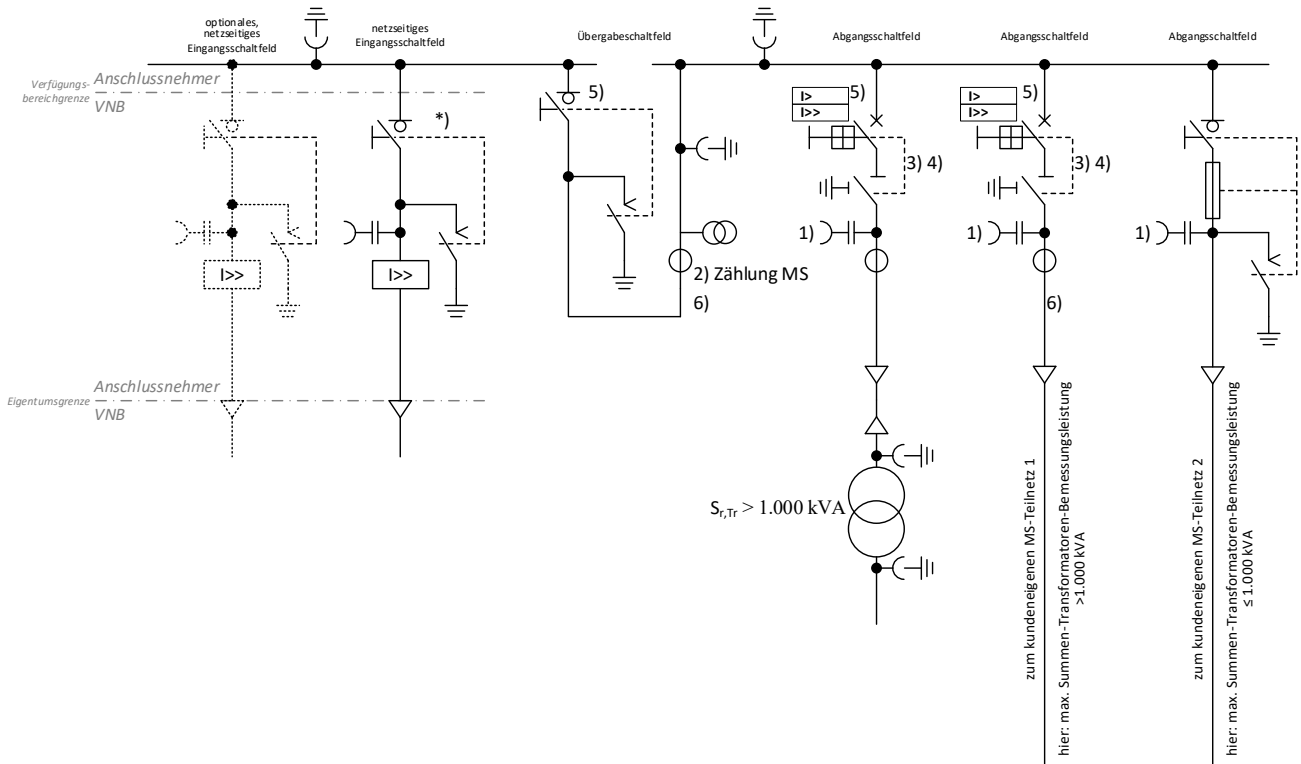 optionales,
netzseitiges
Eingangsschaltfeld
netzseitiges
Eingangsschaltfeld
Übergabeschaltfeld
Abgangsschaltfeld
Abgangsschaltfeld
Abgangsschaltfeld
Verfügungs-
bereichgrenze
Anschlussnehmer
VNB
*)
5)
I>
I>>
5)
I>
I>>
5)
3) 4)
3) 4)
1)
1)
1)
I>>
I>>
2) Zählung MS
6)
6)
Eigentumsgrenze
Anschlussnehmer
VNB
Sr,Tr > 1.000 kVA
zum kundeneigenen MS-Teilnetz 1
hier: max. Summen-Transformatoren-Bemessungsleistung
>1.000 kVA
zum kundeneigenen MS-Teilnetz 2
hier: max. Summen-Transformatoren-Bemessungsleistung
≤ 1.000 kVA